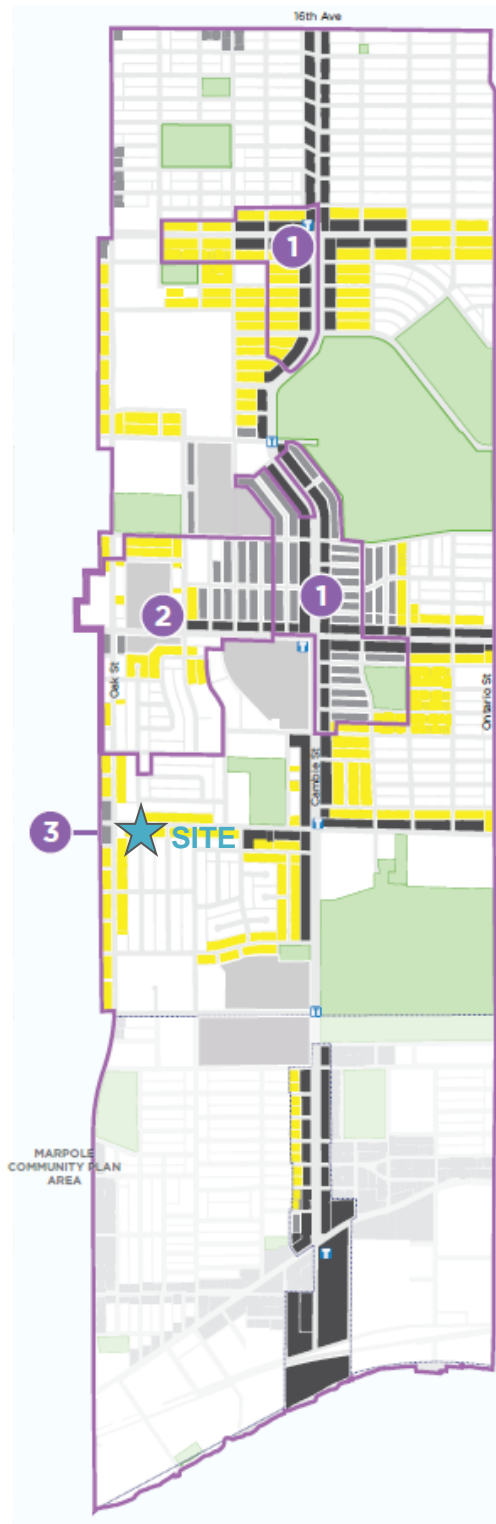 16th Ave
1
T
T
1
2
T
Oak St
Ontario St
Cambie St
3
SITE
T
T
MARPOLE
COMMUNITY PLAN
AREA
T